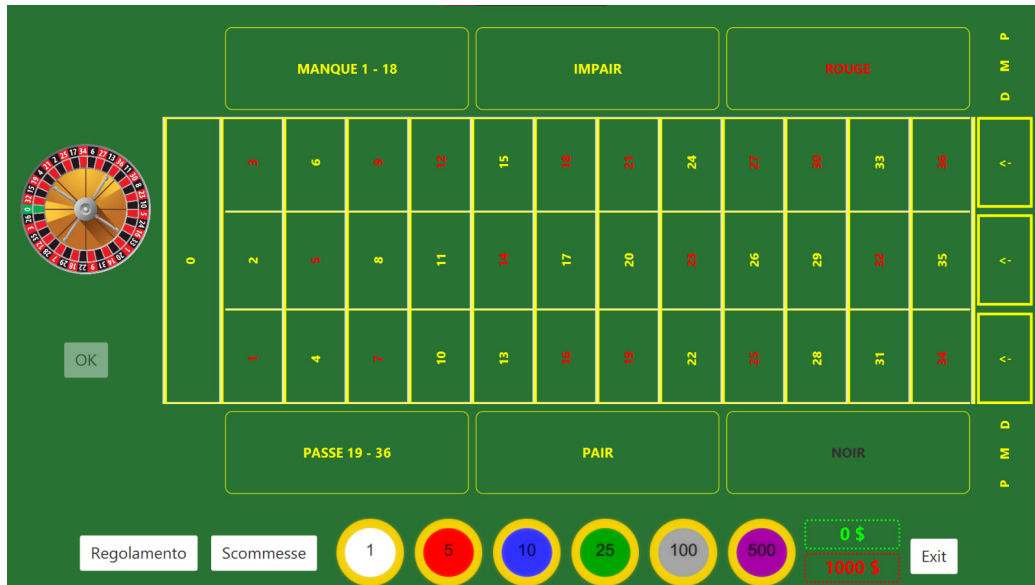 MANQUE 1 - 18
IMPAIR
ROUGE
P
M
D
3 6 9 12 15 18 21 24 27 30 33 36
<-
0
2 5 8 11 14 17 20 23 26 29 32 35
<-
OK
1 4 7 10 13 16 19 22 25 28 31 34
<-
PASSE 19 - 36
PAIR
NOIR
D
M
P
Regolamento
Scommesse
1
5
10
25
100
500
0 $
1000 $
Exit